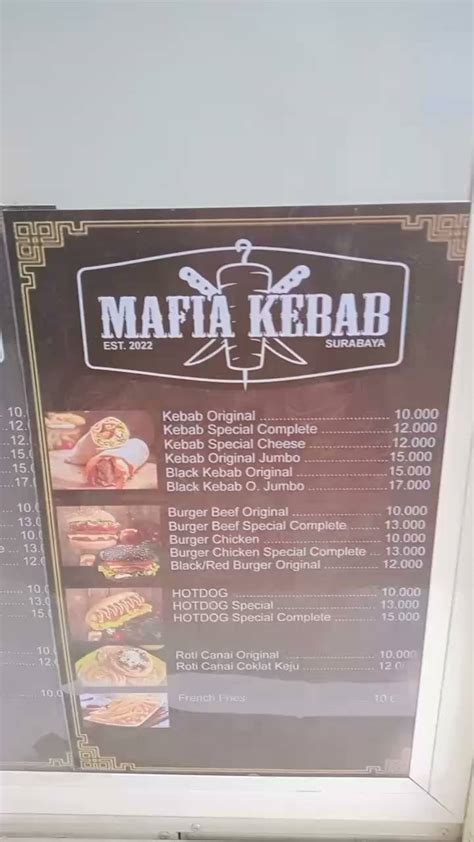 MAFIA KEBAB
EST. 2022 SURABAYA
Kebab Original 10.000
Kebab Special Complete 12.000
Kebab Special Cheese 12.000
Kebab Original Jumbo 15.000
Black Kebab Original 15.000
Black Kebab O. Jumbo 17.000
Burger Beef Original 10.000
Burger Beef Special Complete 13.000
Burger Chicken 10.000
Burger Chicken Special Complete 13.000
Black/Red Burger Original 12.000
HOTDOG 10.000
HOTDOG Special 13.000
HOTDOG Special Complete 15.000
Roti Canai Original 10.000
Roti Canai Coklat Keju
French Fries